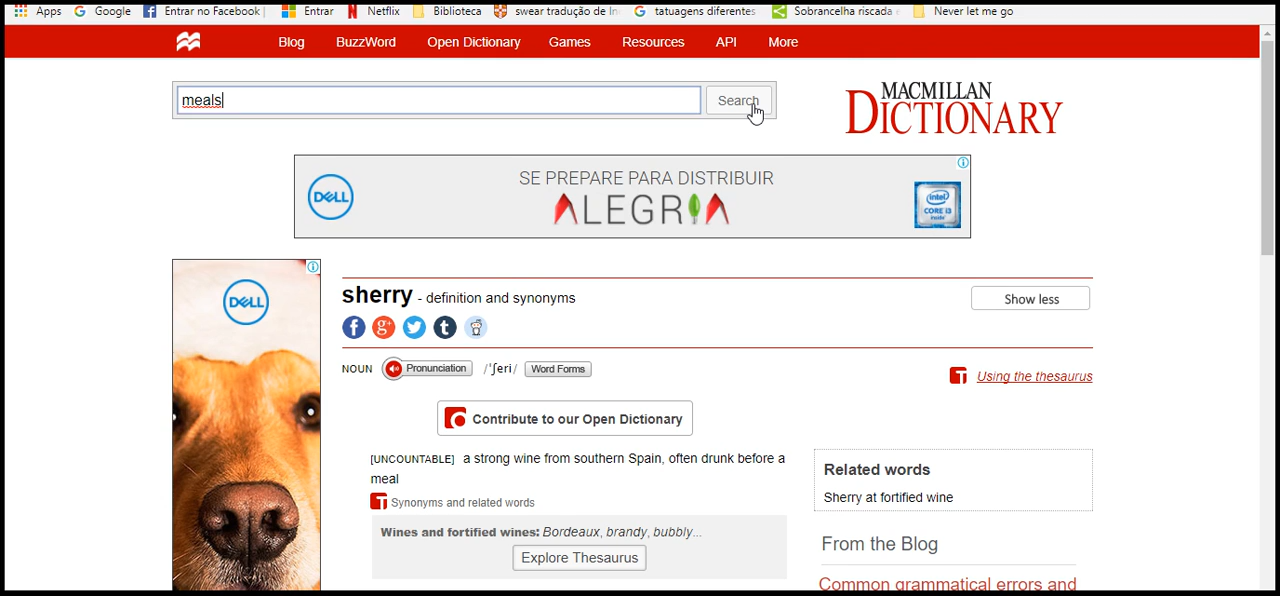 Apps Google Entrar no Facebook Entrar Netflix Biblioteca swear tradução de In tatuagens diferentes Sobrancelha riscada Never let me go
Blog BuzzWord Open Dictionary Games Resources API More
meals Search
MACMILLAN
DICTIONARY
DELL
SE PREPARE PARA DISTRIBUIR
ALEGRIA
intel
CORE i3
inside
DELL
sherry - definition and synonyms
Show less
NOUN Pronunciation /ˈʃeri/ Word Forms
Using the thesaurus
Contribute to our Open Dictionary
[UNCOUNTABLE] a strong wine from southern Spain, often drunk before a
meal
Synonyms and related words
Wines and fortified wines: Bordeaux, brandy, bubbly...
Explore Thesaurus
Related words
Sherry at fortified wine
From the Blog
Common grammatical errors and